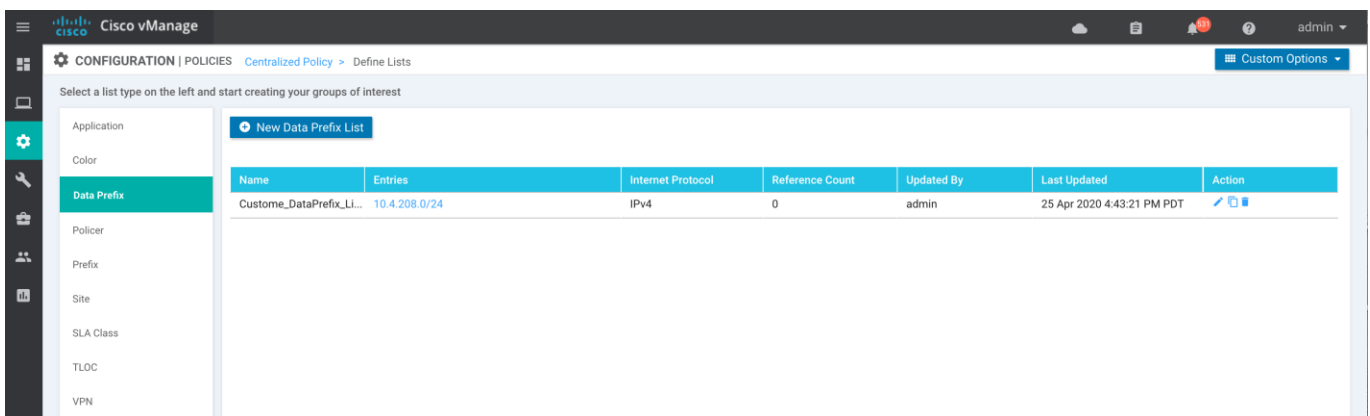 cisco Cisco vManage
531
admin
CONFIGURATION | POLICIES Centralized Policy > Define Lists
Custom Options
Select a list type on the left and start creating your groups of interest
Application
Color
Data Prefix
Policer
Prefix
Site
SLA Class
TLOC
VPN
New Data Prefix List
Name Entries Internet Protocol Reference Count Updated By Last Updated Action
Custome_DataPrefix_Li... 10.4.208.0/24 IPv4 0 admin 25 Apr 2020 4:43:21 PM PDT